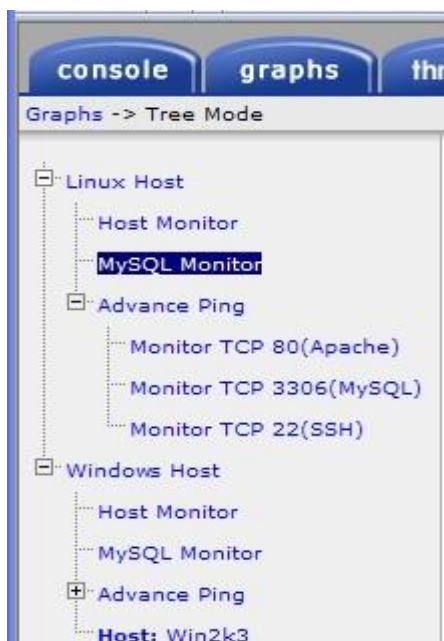 console graphs thr
Graphs -> Tree Mode
Linux Host
Host Monitor
MySQL Monitor
Advance Ping
Monitor TCP 80(Apache)
Monitor TCP 3306(MySQL)
Monitor TCP 22(SSH)
Windows Host
Host Monitor
MySQL Monitor
Advance Ping
Host: Win2k3